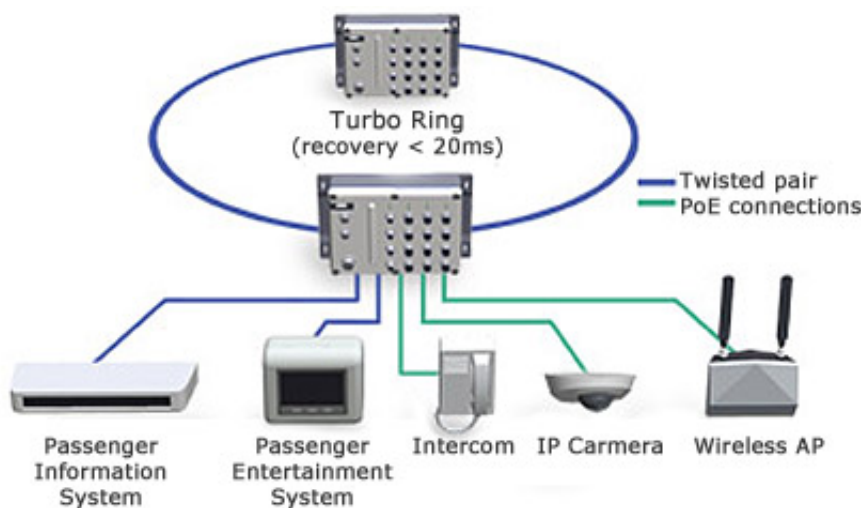 Turbo Ring
(recovery < 20ms)
Twisted pair
PoE connections
Passenger
Information
System
Passenger
Entertainment
System
Intercom
IP Carmera
Wireless AP